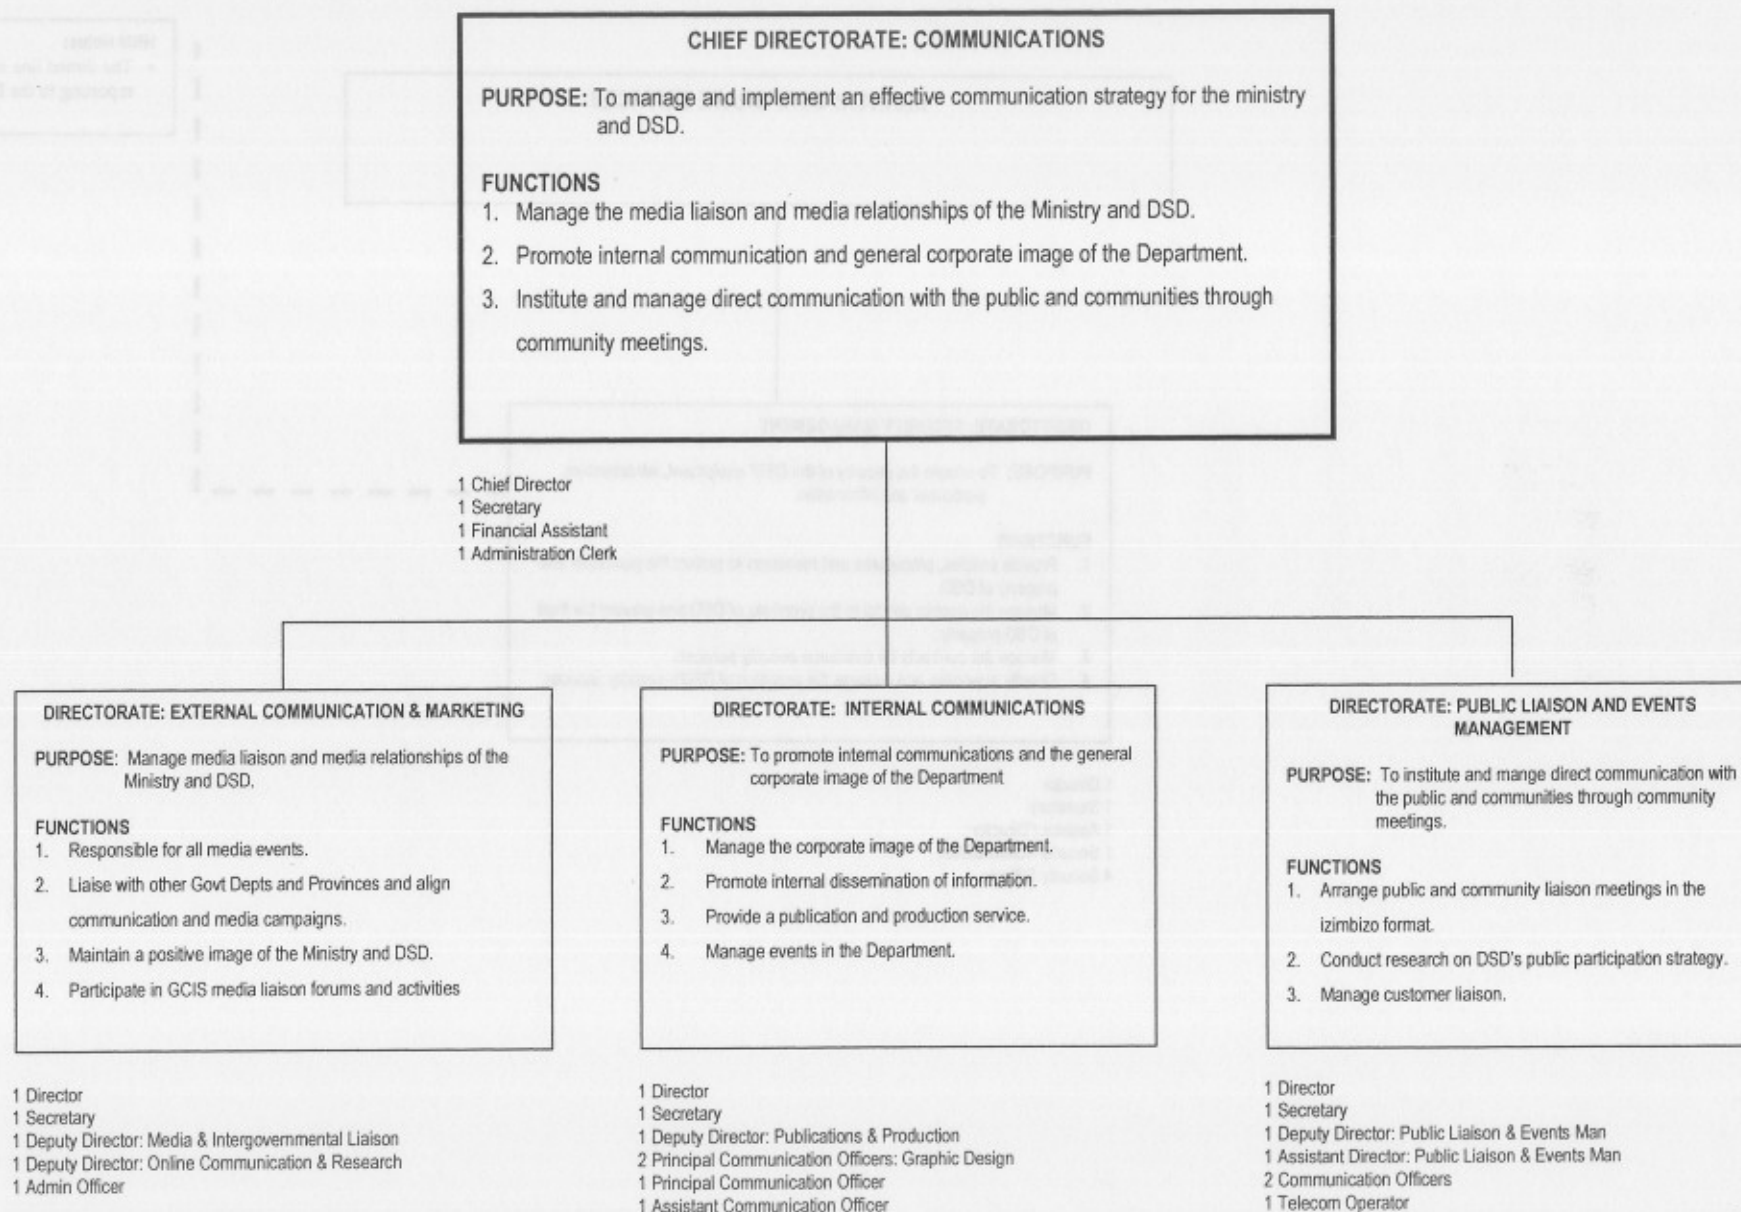 CHIEF DIRECTORATE: COMMUNICATIONS
PURPOSE: To manage and implement an effective communication strategy for the ministry
and DSD.
FUNCTIONS
1. Manage the media liaison and media relationships of the Ministry and DSD.
2. Promote internal communication and general corporate image of the Department.
3. Institute and manage direct communication with the public and communities through
community meetings.
1 Chief Director
1 Secretary
1 Financial Assistant
1 Administration Clerk
DIRECTORATE: EXTERNAL COMMUNICATION & MARKETING
PURPOSE: Manage media liaison and media relationships of the
Ministry and DSD.
FUNCTIONS
1. Responsible for all media events.
2. Liaise with other Govt Depts and Provinces and align
communication and media campaigns.
3. Maintain a positive image of the Ministry and DSD.
4. Participate in GCIS media liaison forums and activities
1 Director
1 Secretary
1 Deputy Director: Media & Intergovernmental Liaison
1 Deputy Director: Online Communication & Research
1 Admin Officer
DIRECTORATE: INTERNAL COMMUNICATIONS
PURPOSE: To promote internal communications and the general
corporate image of the Department
FUNCTIONS
1. Manage the corporate image of the Department.
2. Promote internal dissemination of information.
3. Provide a publication and production service.
4. Manage events in the Department.
1 Director
1 Secretary
1 Deputy Director: Publications & Production
2 Principal Communication Officers: Graphic Design
1 Principal Communication Officer
1 Assistant Communication Officer
DIRECTORATE: PUBLIC LIAISON AND EVENTS
MANAGEMENT
PURPOSE: To institute and mange direct communication with
the public and communities through community
meetings.
FUNCTIONS
1. Arrange public and community liaison meetings in the
izimbizo format.
2. Conduct research on DSD's public participation strategy.
3. Manage customer liaison.
1 Director
1 Secretary
1 Deputy Director: Public Liaison & Events Man
1 Assistant Director: Public Liaison & Events Man
2 Communication Officers
1 Telecom Operator